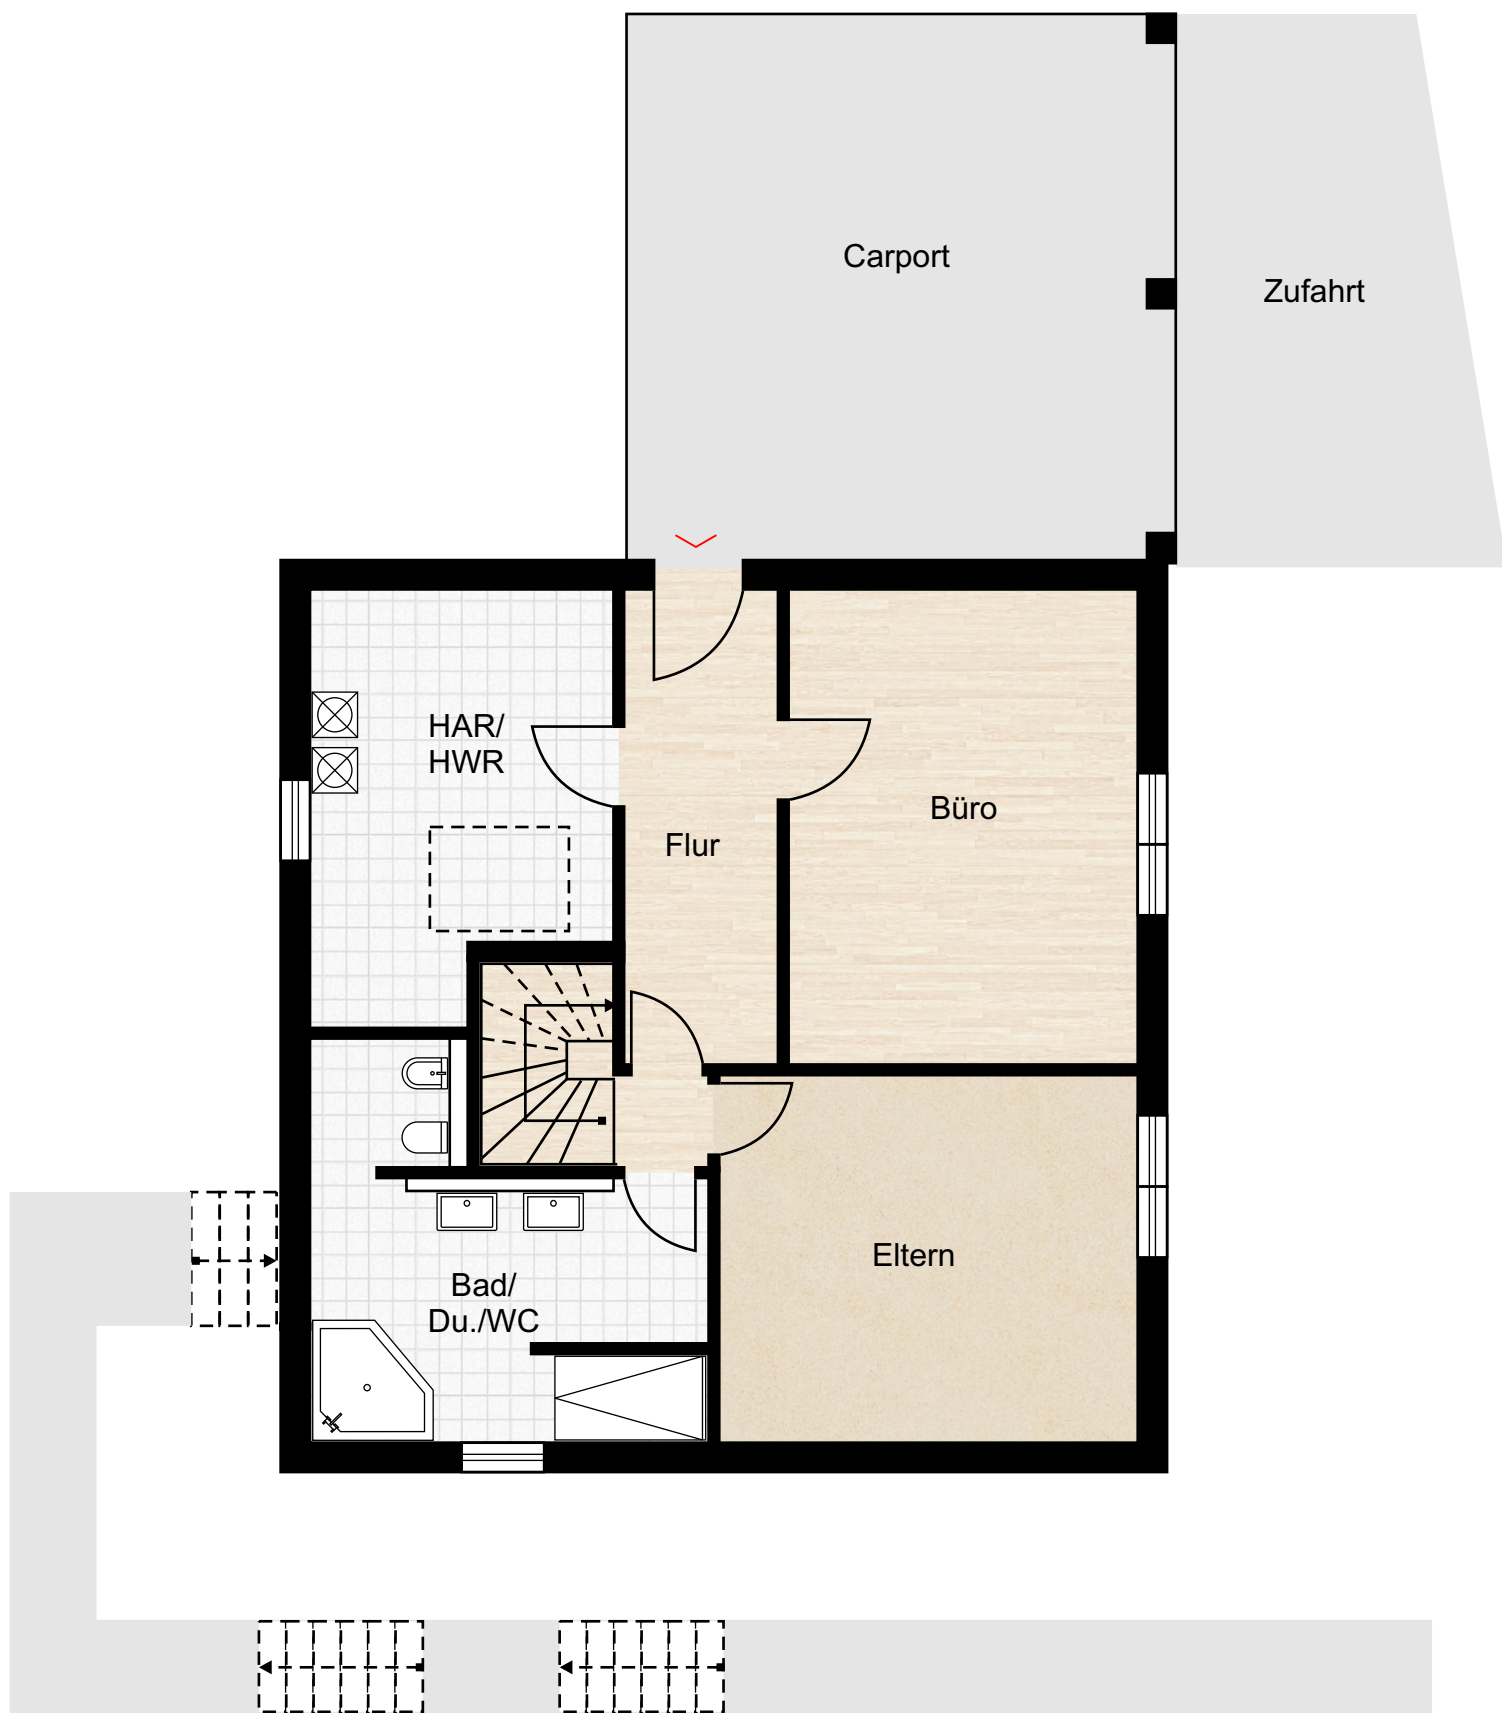 Carport
Zufahrt
HAR/
HWR
Büro
Flur
Eltern
Bad/
Du./WC